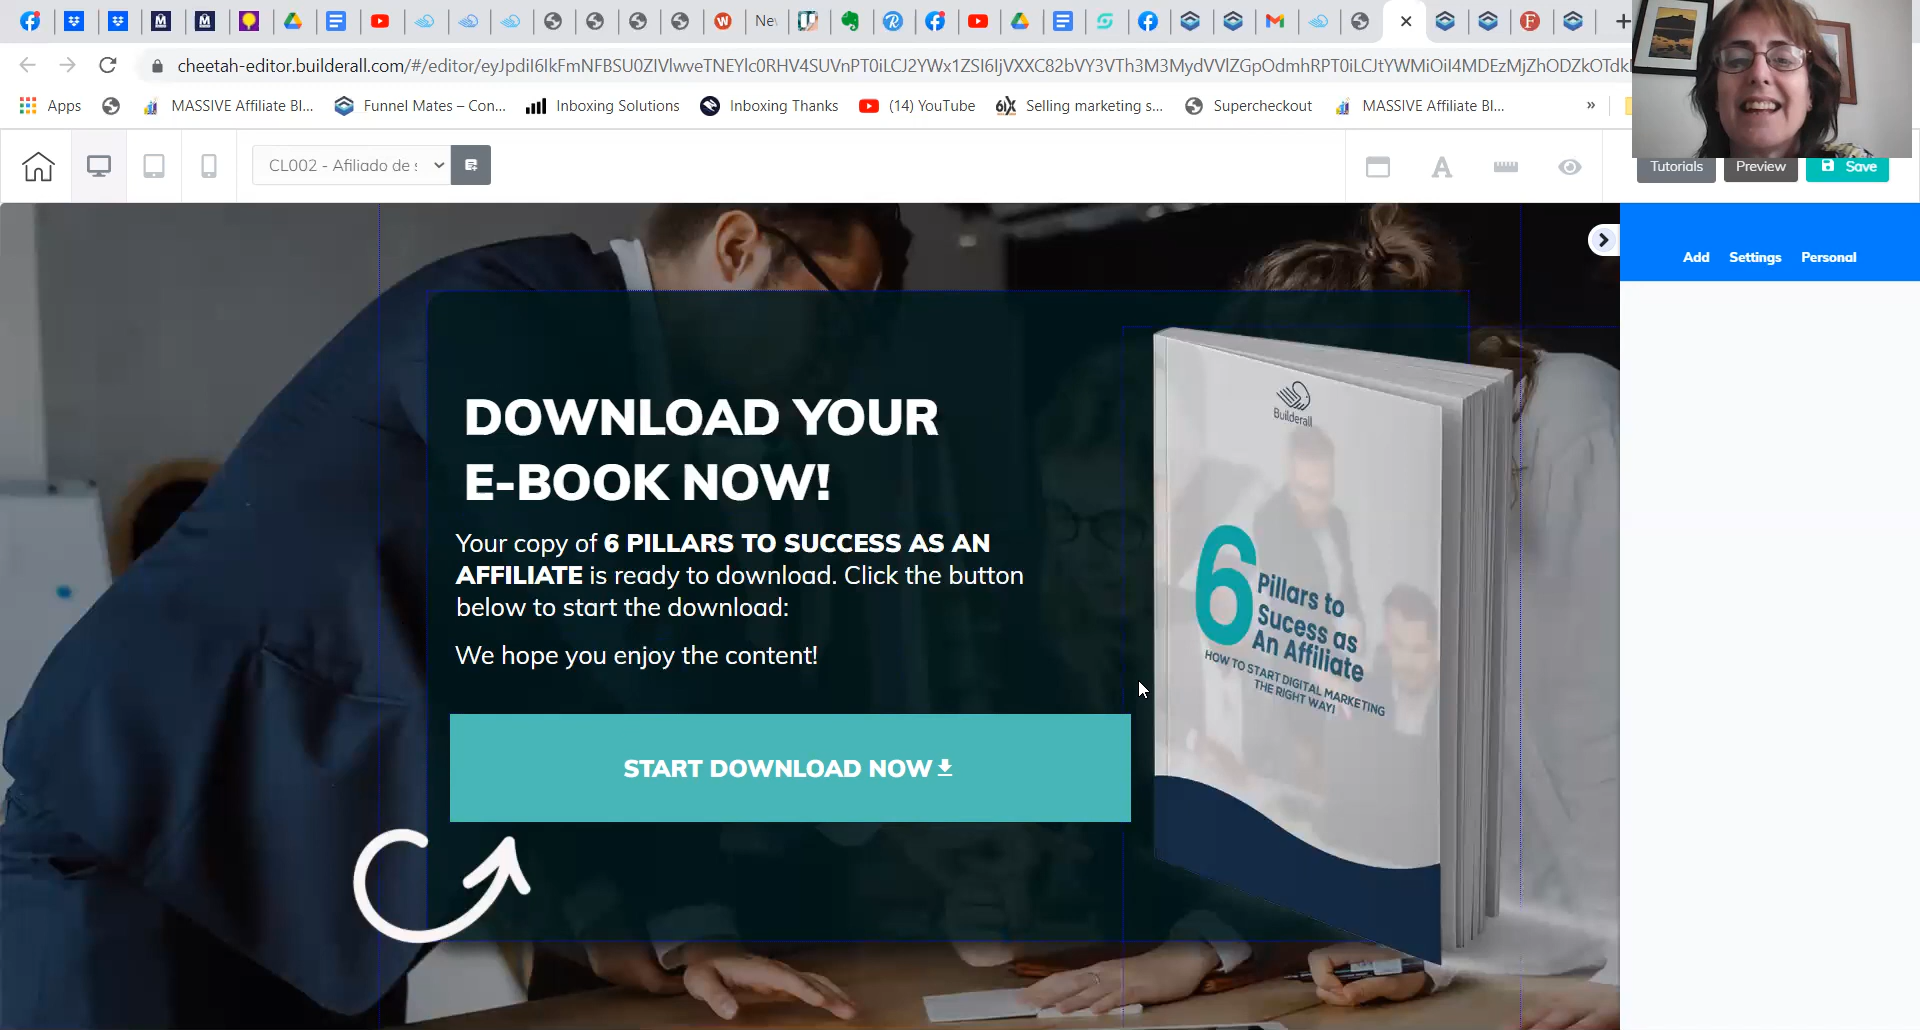 New
cheetah-editor.builderall.com/#/editor/
Apps
MASSIVE Affiliate Bl...
Funnel Mates – Con...
Inboxing Solutions
Inboxing Thanks
(14) YouTube
6IX
Selling marketing s...
Supercheckout
MASSIVE Affiliate Bl...
»
CL002 - Afiliado de s
A
Tutorials
Preview
Save
Add
Settings
Personal
DOWNLOAD YOUR
E-BOOK NOW!
Your copy of 6 PILLARS TO SUCCESS AS AN
AFFILIATE is ready to download. Click the button
below to start the download:
We hope you enjoy the content!
START DOWNLOAD NOW
Builderall
6 Pillars to
Sucess as
An Affiliate
HOW TO START DIGITAL MARKETING
THE RIGHT WAY!